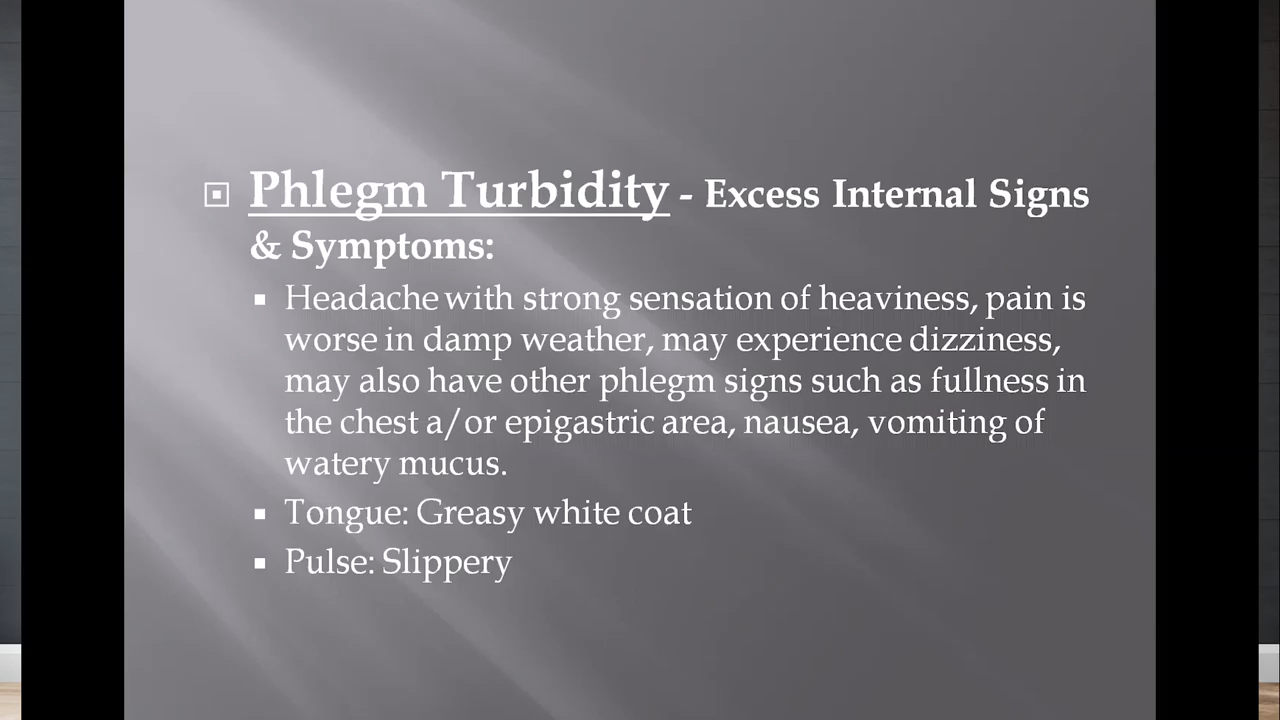 Phlegm Turbidity - Excess Internal Signs
& Symptoms:
Headache with strong sensation of heaviness, pain is
worse in damp weather, may experience dizziness,
may also have other phlegm signs such as fullness in
the chest a/or epigastric area, nausea, vomiting of
watery mucus.
Tongue: Greasy white coat
Pulse: Slippery